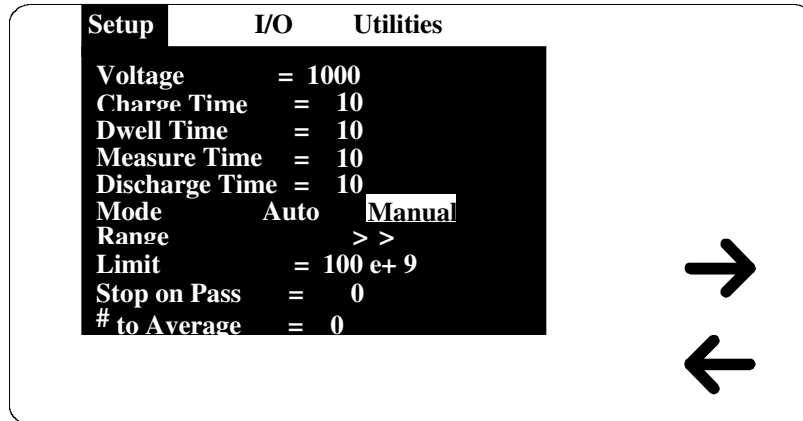 Setup I/O Utilities
Voltage = 1000
Charge Time = 10
Dwell Time = 10
Measure Time = 10
Discharge Time = 10
Mode Auto Manual
Range > >
Limit = 100 e+ 9
Stop on Pass = 0
# to Average = 0